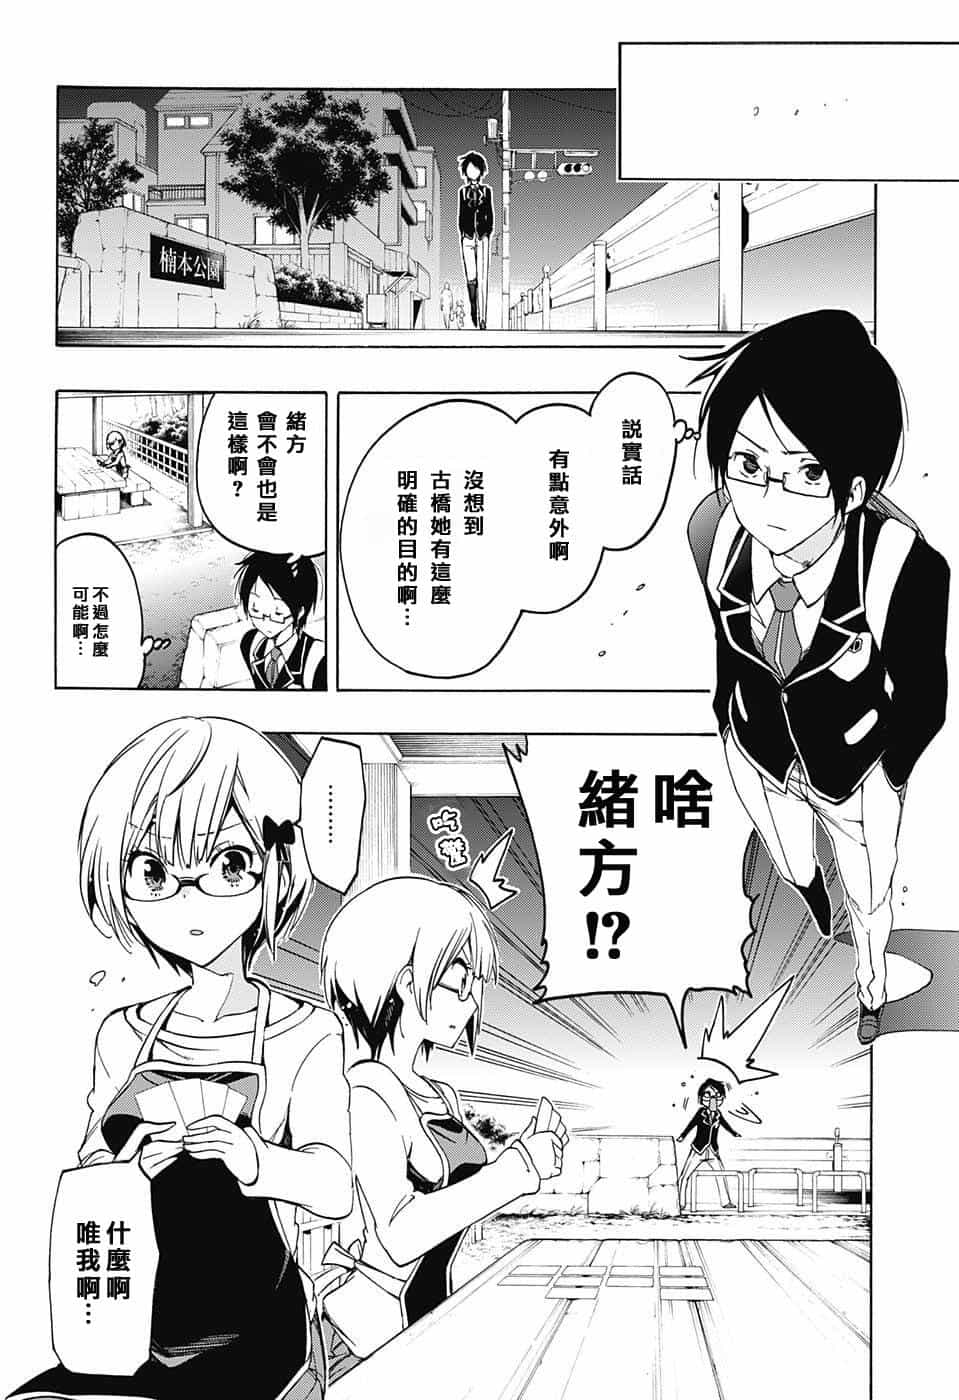 楠本公園
説實話
有點意外啊
沒想到
古橋她有這麼
明確的目的啊…
緒方
會不會也是
這樣啊？
不過怎麼
可能啊…
啥
緒方!?
吃驚
………
什麼啊
唯我啊…